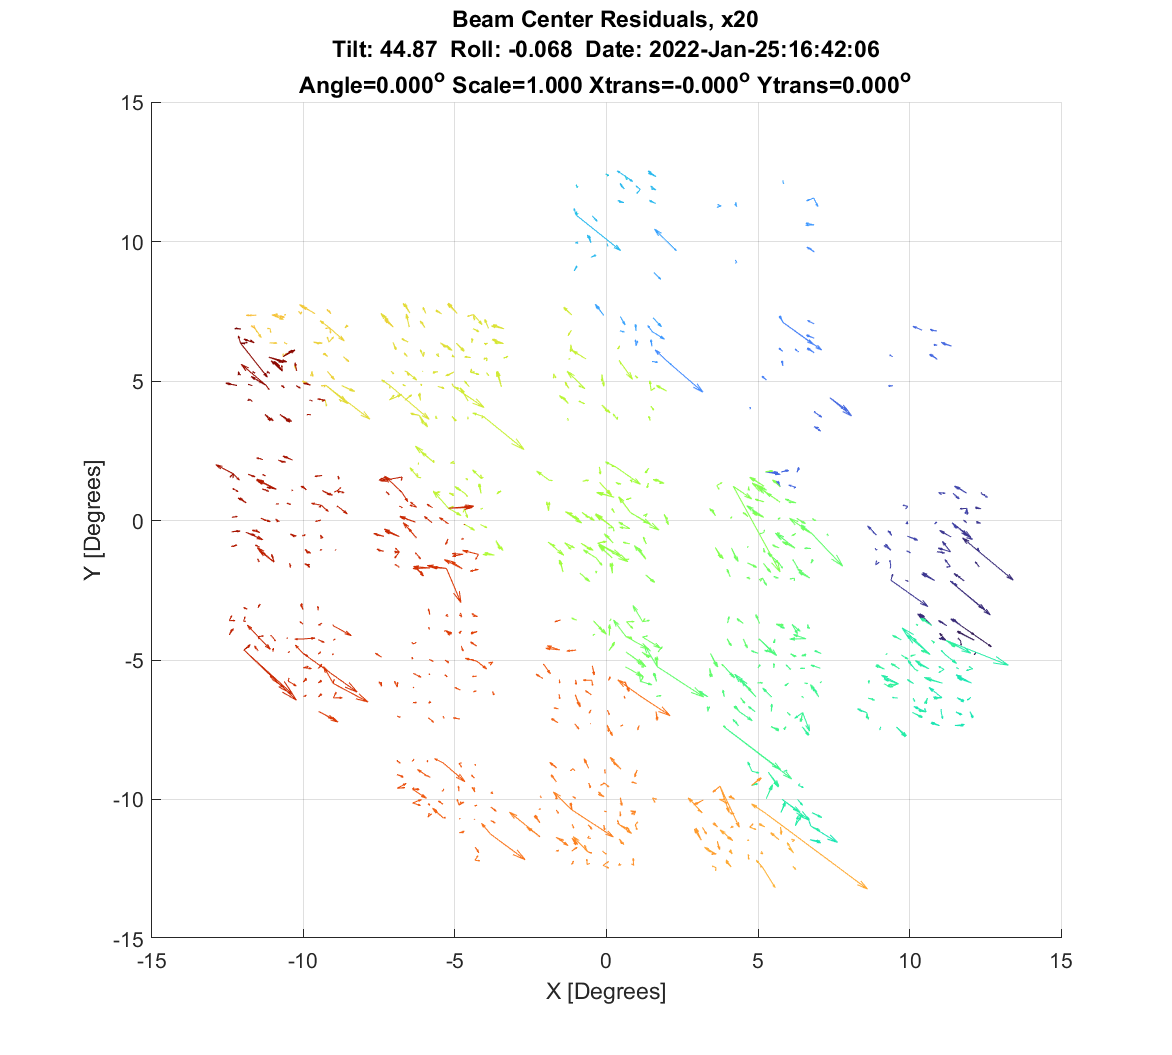 Beam Center Residuals, x20
Tilt: 44.87 Roll: -0.068 Date: 2022-Jan-25:16:42:06
Angle=0.000° Scale=1.000 Xtrans=-0.000° Ytrans=0.000°
15
10
5
0
-5
-10
-15
Y [Degrees]
-15 -10 -5 0 5 10 15
X [Degrees]